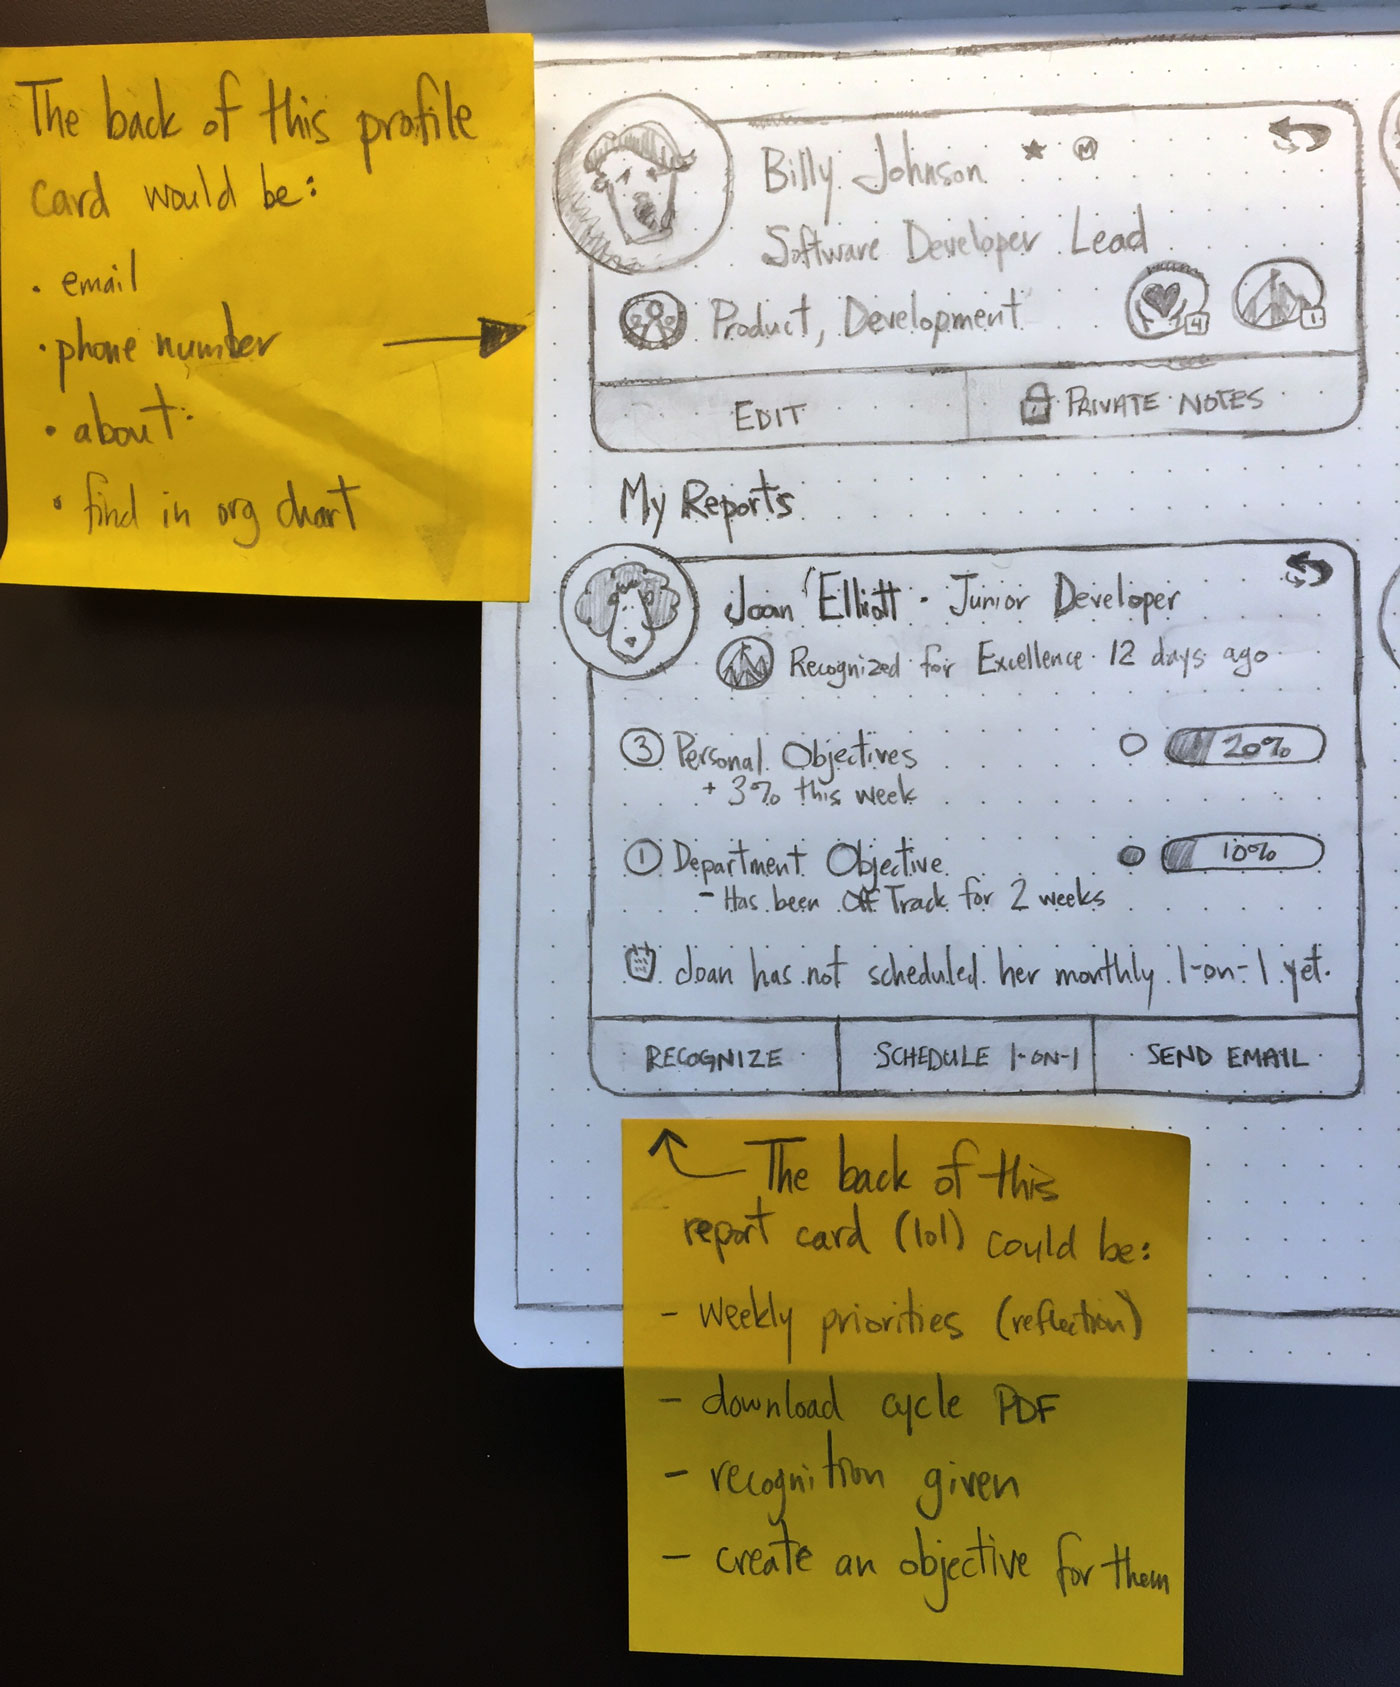 The back of this profile
card would be:
• email
• phone number
• about
• find in org chart
Billy Johnson ★ M
Software Developer Lead
Product, Development
4
1
EDIT
PRIVATE NOTES
My Reports
Joan Elliott · Junior Developer
Recognized for Excellence 12 days ago
3 Personal Objectives 20%
+ 3% this week
1 Department Objective 10%
- Has been Off Track for 2 weeks
Joan has not scheduled her monthly 1-on-1 yet.
RECOGNIZE
SCHEDULE 1-ON-1
SEND EMAIL
The back of this
report card (lol) could be:
- weekly priorities (reflection)
- download cycle PDF
- recognition given
- create an objective for them